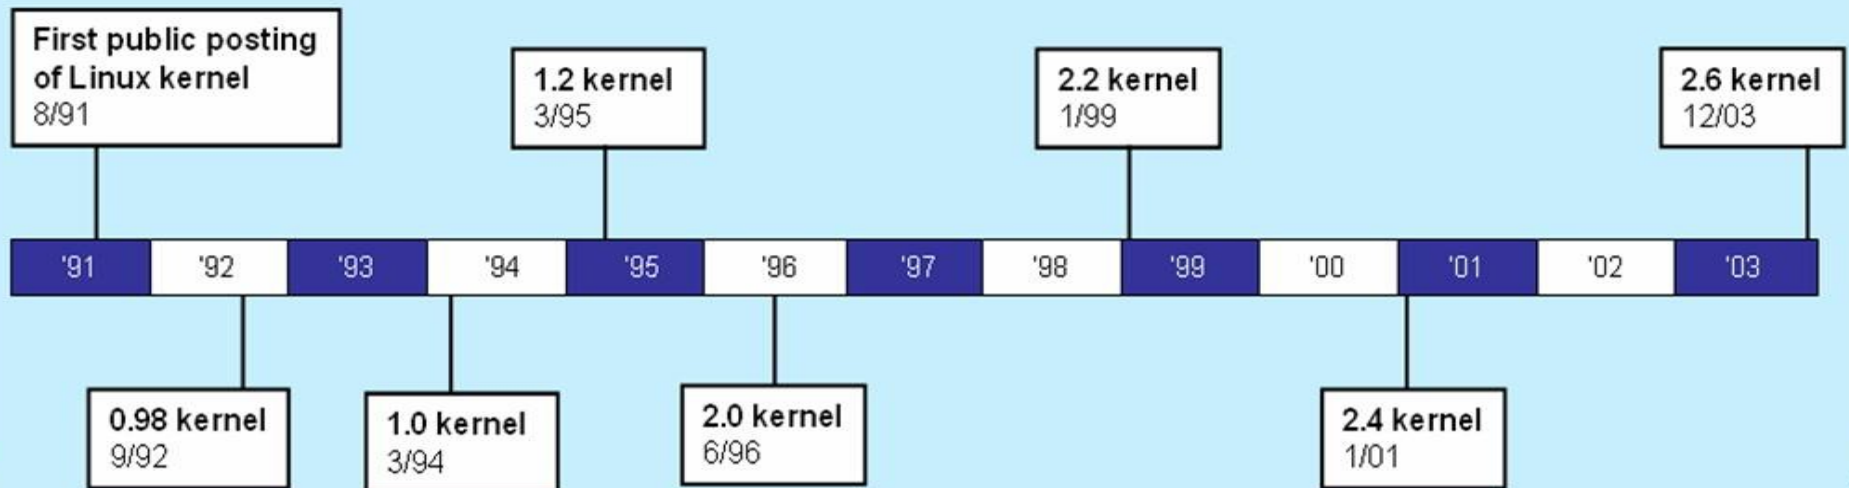 First public posting
of Linux kernel
8/91
1.2 kernel
3/95
2.2 kernel
1/99
2.6 kernel
12/03
'91 '92 '93 '94 '95 '96 '97 '98 '99 '00 '01 '02 '03
0.98 kernel
9/92
1.0 kernel
3/94
2.0 kernel
6/96
2.4 kernel
1/01